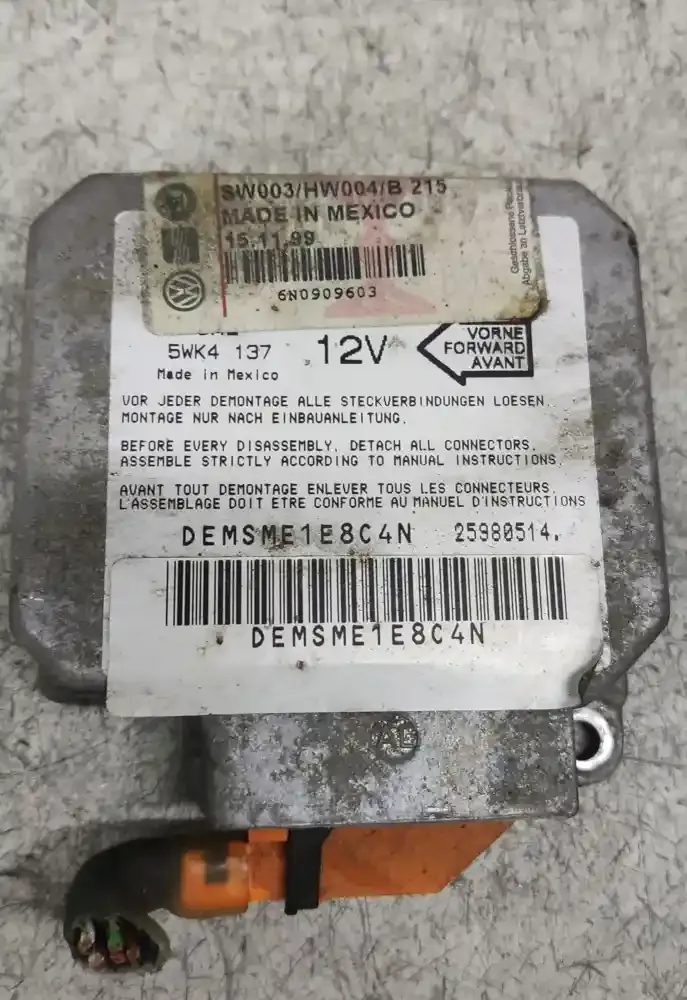 SW003/HW004/B 215
MADE IN MEXICO
15.11.99
6N0909603
Abgabe an
5WK4 137
12V
VORNE
FORWARD
AVANT
Made in Mexico
VOR JEDER DEMONTAGE ALLE STECKVERBINDUNGEN LOESEN.
MONTAGE NUR NACH EINBAUANLEITUNG.
BEFORE EVERY DISASSEMBLY, DETACH ALL CONNECTORS.
ASSEMBLE STRICTLY ACCORDING TO MANUAL INSTRUCTIONS.
AVANT TOUT DEMONTAGE ENLEVER TOUS LES CONNECTEURS.
L'ASSEMBLAGE DOIT ETRE CONFORME AU MANUEL D'INSTRUCTIONS
DEMSME1E8C4N 25980514.
DEMSME1E8C4N